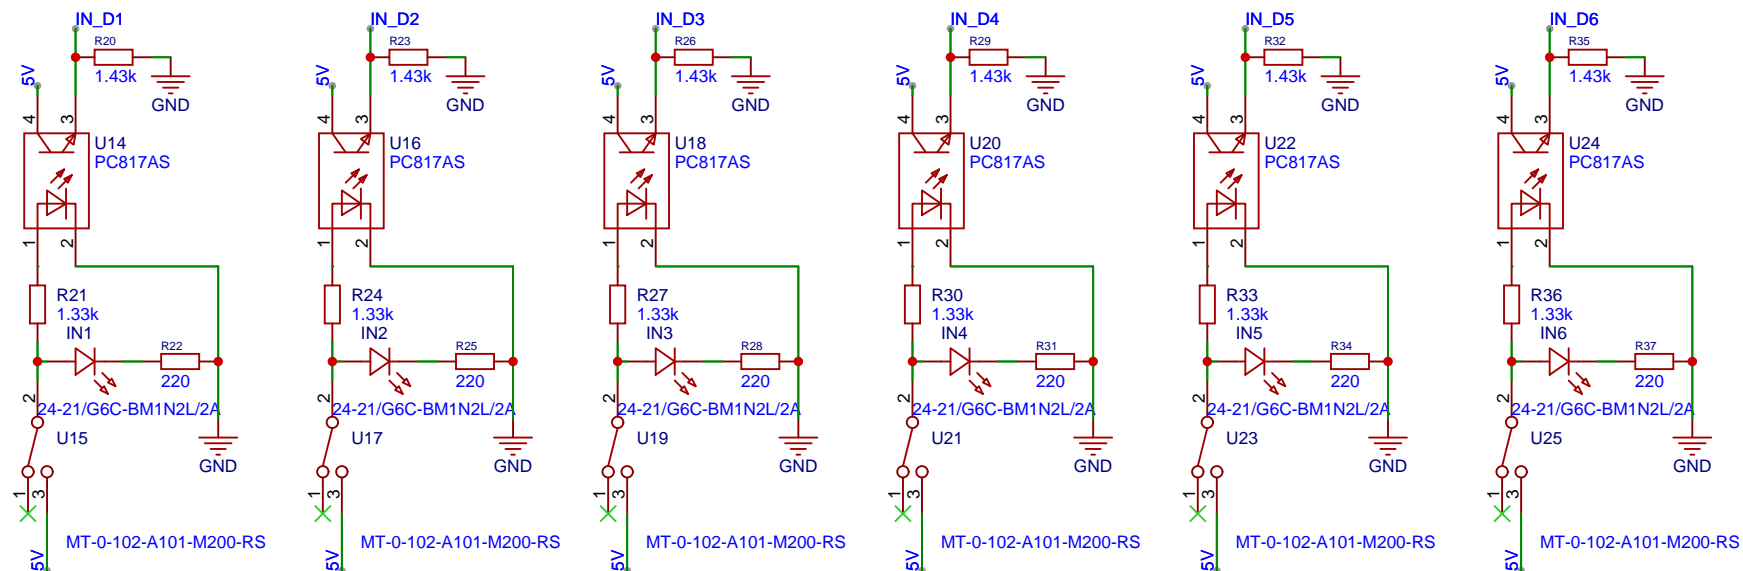 IN_D1
R20
1.43k
GND
5V
4
3
U14
PC817AS
1
2
R21
1.33k
IN1
R22
220
2
24-21/G6C-BM1N2L/2A
U15
GND
1
3
MT-0-102-A101-M200-RS
5V
IN_D2
R23
1.43k
GND
5V
4
3
U16
PC817AS
1
2
R24
1.33k
IN2
R25
220
2
24-21/G6C-BM1N2L/2A
U17
GND
1
3
MT-0-102-A101-M200-RS
5V
IN_D3
R26
1.43k
GND
5V
4
3
U18
PC817AS
1
2
R27
1.33k
IN3
R28
220
2
24-21/G6C-BM1N2L/2A
U19
GND
1
3
MT-0-102-A101-M200-RS
5V
IN_D4
R29
1.43k
GND
5V
4
3
U20
PC817AS
1
2
R30
1.33k
IN4
R31
220
2
24-21/G6C-BM1N2L/2A
U21
GND
1
3
MT-0-102-A101-M200-RS
5V
IN_D5
R32
1.43k
GND
5V
4
3
U22
PC817AS
1
2
R33
1.33k
IN5
R34
220
2
24-21/G6C-BM1N2L/2A
U23
GND
1
3
MT-0-102-A101-M200-RS
5V
IN_D6
R35
1.43k
GND
5V
4
3
U24
PC817AS
1
2
R36
1.33k
IN6
R37
220
2
24-21/G6C-BM1N2L/2A
U25
GND
1
3
MT-0-102-A101-M200-RS
5V